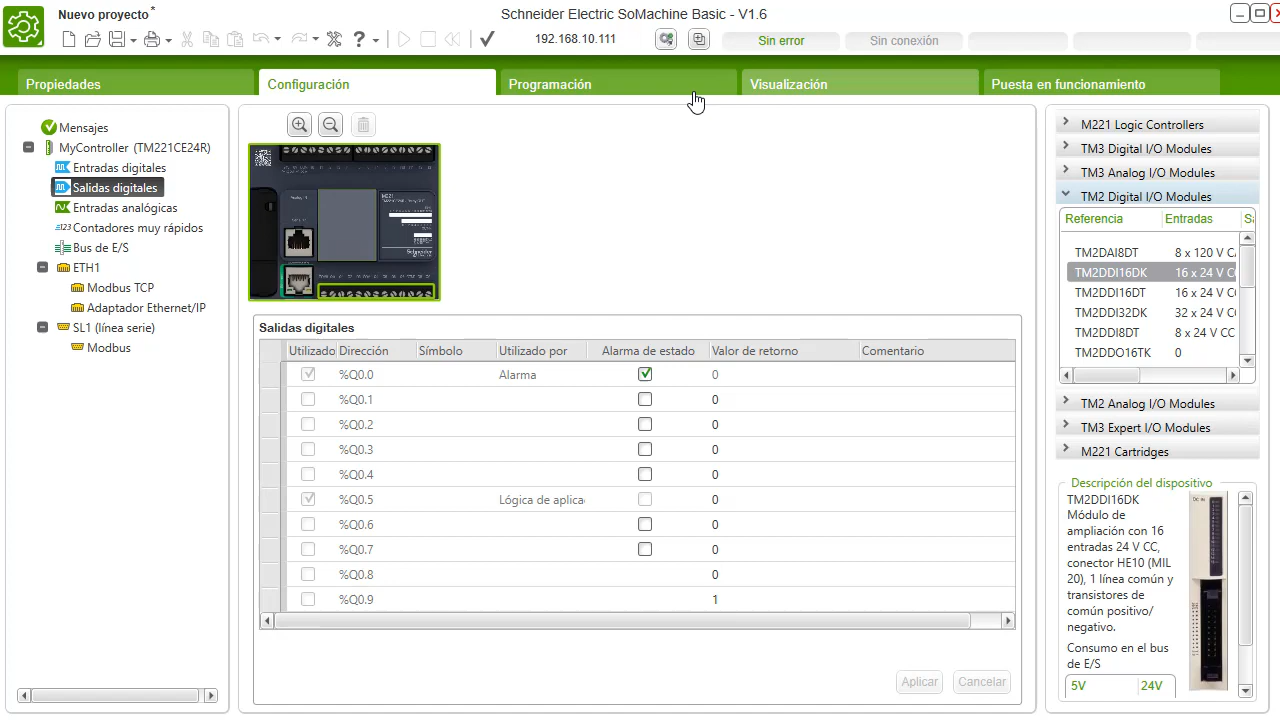 Nuevo proyecto *
Schneider Electric SoMachine Basic - V1.6
192.168.10.111
Sin error
Sin conexión
Propiedades
Configuración
Programación
Visualización
Puesta en funcionamiento
Mensajes
MyController (TM221CE24R)
Entradas digitales
Salidas digitales
Entradas analógicas
Contadores muy rápidos
Bus de E/S
ETH1
Modbus TCP
Adaptador Ethernet/IP
SL1 (línea serie)
Modbus
Salidas digitales
Utilizado Dirección Símbolo Utilizado por Alarma de estado Valor de retorno Comentario
%Q0.0 Alarma 0
%Q0.1 0
%Q0.2 0
%Q0.3 0
%Q0.4 0
%Q0.5 Lógica de aplica 0
%Q0.6 0
%Q0.7 0
%Q0.8 0
%Q0.9 1
Aplicar Cancelar
M221 Logic Controllers
TM3 Digital I/O Modules
TM3 Analog I/O Modules
TM2 Digital I/O Modules
Referencia Entradas Sa
TM2DAI8DT 8 x 120 V C
TM2DDI16DK 16 x 24 V C
TM2DDI16DT 16 x 24 V C
TM2DDI32DK 32 x 24 V C
TM2DDI8DT 8 x 24 V CC
TM2DDO16TK 0
TM2 Analog I/O Modules
TM3 Expert I/O Modules
M221 Cartridges
Descripción del dispositivo
TM2DDI16DK
Módulo de
ampliación con 16
entradas 24 V CC,
conector HE10 (MIL
20), 1 línea común y
transistores de
común positivo/
negativo.
Consumo en el bus
de E/S
5V 24V